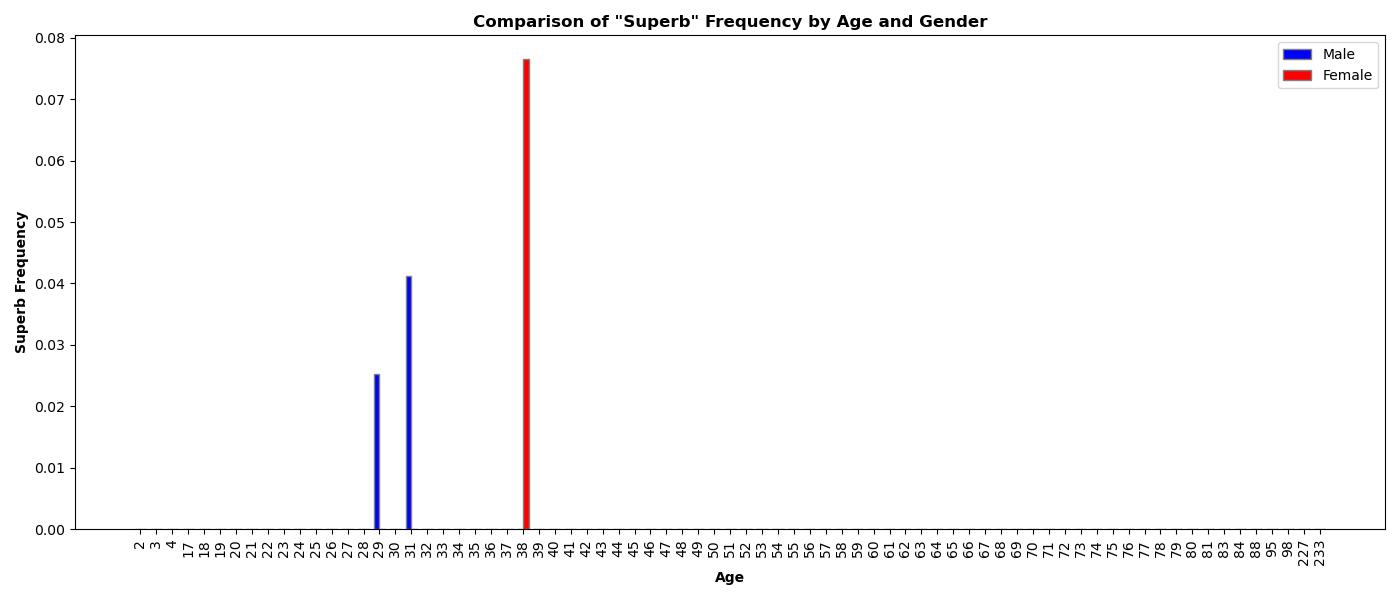 Comparison of "Superb" Frequency by Age and Gender
Male
Female
Superb Frequency
0.08
0.07
0.06
0.05
0.04
0.03
0.02
0.01
0.00
2 3 4 17 18 19 20 21 22 23 24 25 26 27 28 29 30 31 32 33 34 35 36 37 38 39 40 41 42 43 44 45 46 47 48 49 50 51 52 53 54 55 56 57 58 59 60 61 62 63 64 65 66 67 68 69 70 71 72 73 74 75 76 77 78 79 80 81 83 84 88 95 98 227 233
Age